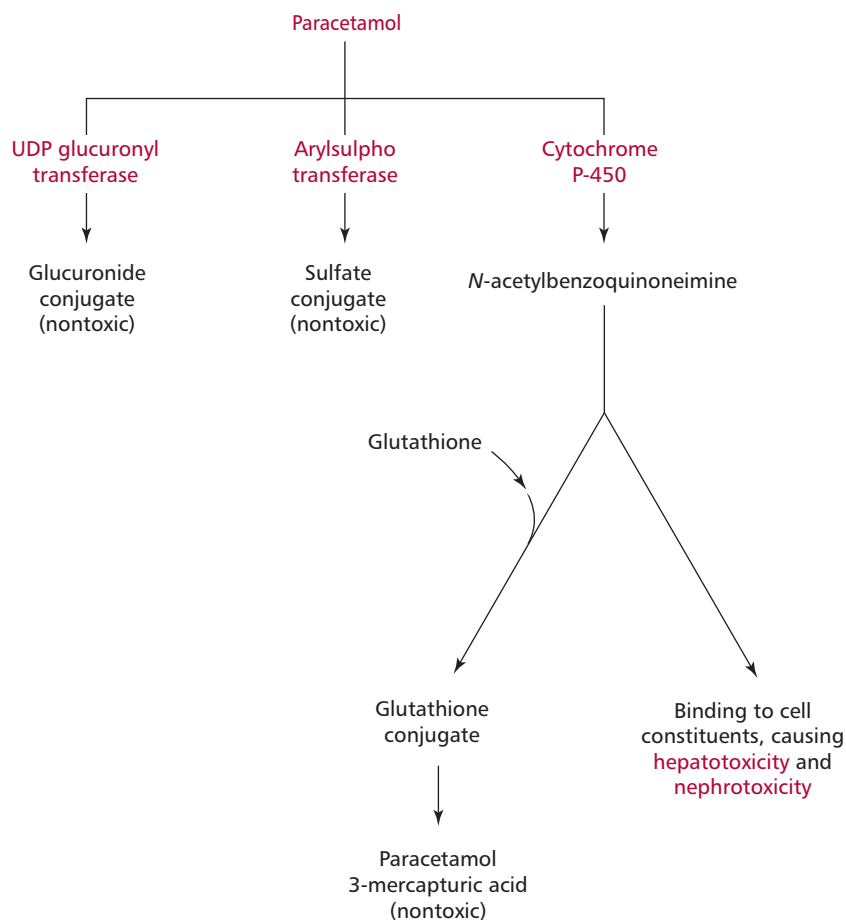 Paracetamol
UDP glucuronyl
transferase
Arylsulpho
transferase
Cytochrome
P-450
Glucuronide
conjugate
(nontoxic)
Sulfate
conjugate
(nontoxic)
N-acetylbenzoquinoneimine
Glutathione
Glutathione
conjugate
Binding to cell
constituents, causing
hepatotoxicity and
nephrotoxicity
Paracetamol
3-mercapturic acid
(nontoxic)